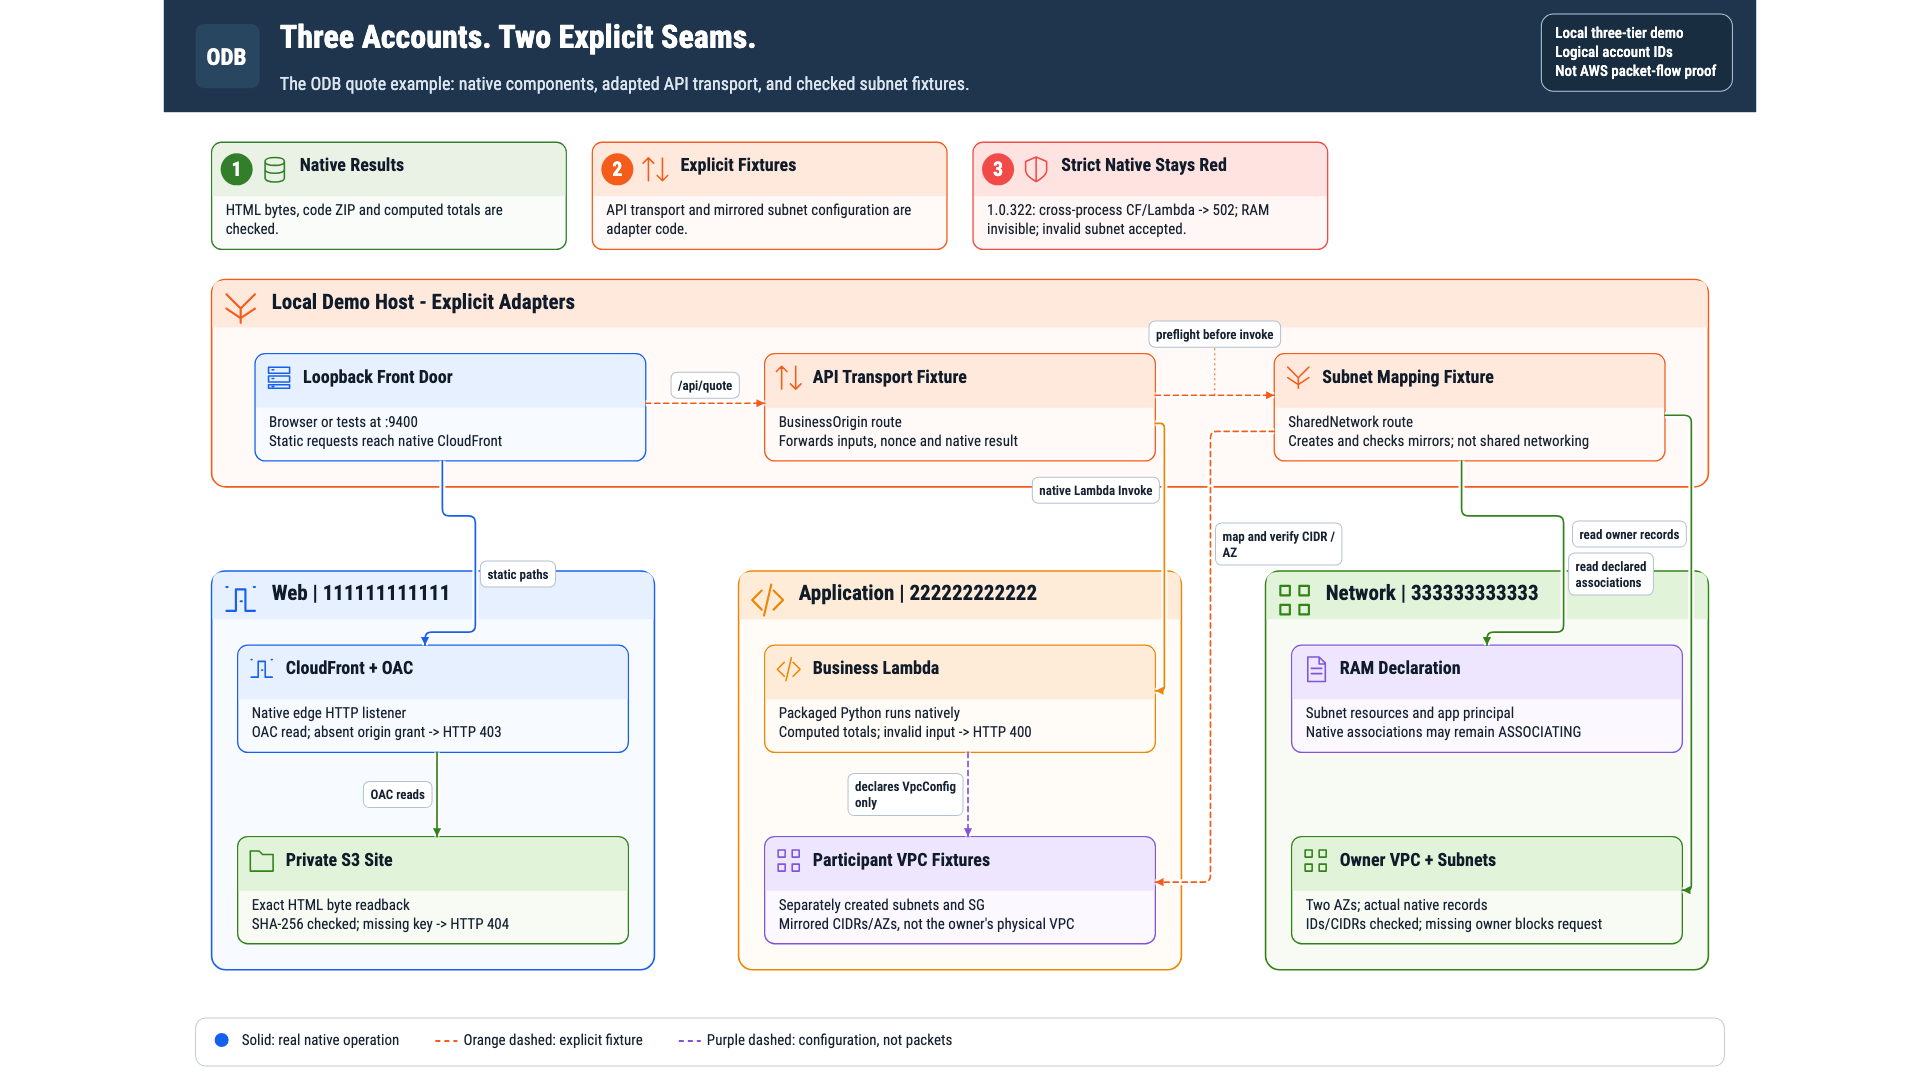 ODB
Three Accounts. Two Explicit Seams.
The ODB quote example: native components, adapted API transport, and checked subnet fixtures.
Local three-tier demo
Logical account IDs
Not AWS packet-flow proof
1
Native Results
HTML bytes, code ZIP and computed totals are
checked.
2
Explicit Fixtures
API transport and mirrored subnet configuration are
adapter code.
3
Strict Native Stays Red
1.0.322: cross-process CF/Lambda -> 502; RAM
invisible; invalid subnet accepted.
Local Demo Host - Explicit Adapters
preflight before invoke
Loopback Front Door
Browser or tests at :9400
Static requests reach native CloudFront
/api/quote
API Transport Fixture
BusinessOrigin route
Forwards inputs, nonce and native result
Subnet Mapping Fixture
SharedNetwork route
Creates and checks mirrors; not shared networking
native Lambda Invoke
map and verify CIDR /
AZ
read owner records
read declared
associations
static paths
Web | 111111111111
CloudFront + OAC
Native edge HTTP listener
OAC read; absent origin grant -> HTTP 403
OAC reads
Private S3 Site
Exact HTML byte readback
SHA-256 checked; missing key -> HTTP 404
Application | 222222222222
Business Lambda
Packaged Python runs natively
Computed totals; invalid input -> HTTP 400
declares VpcConfig
only
Participant VPC Fixtures
Separately created subnets and SG
Mirrored CIDRs/AZs, not the owner's physical VPC
Network | 333333333333
RAM Declaration
Subnet resources and app principal
Native associations may remain ASSOCIATING
Owner VPC + Subnets
Two AZs; actual native records
IDs/CIDRs checked; missing owner blocks request
Solid: real native operation
Orange dashed: explicit fixture
Purple dashed: configuration, not packets